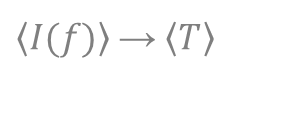 ⟨I(f)⟩ → ⟨T⟩